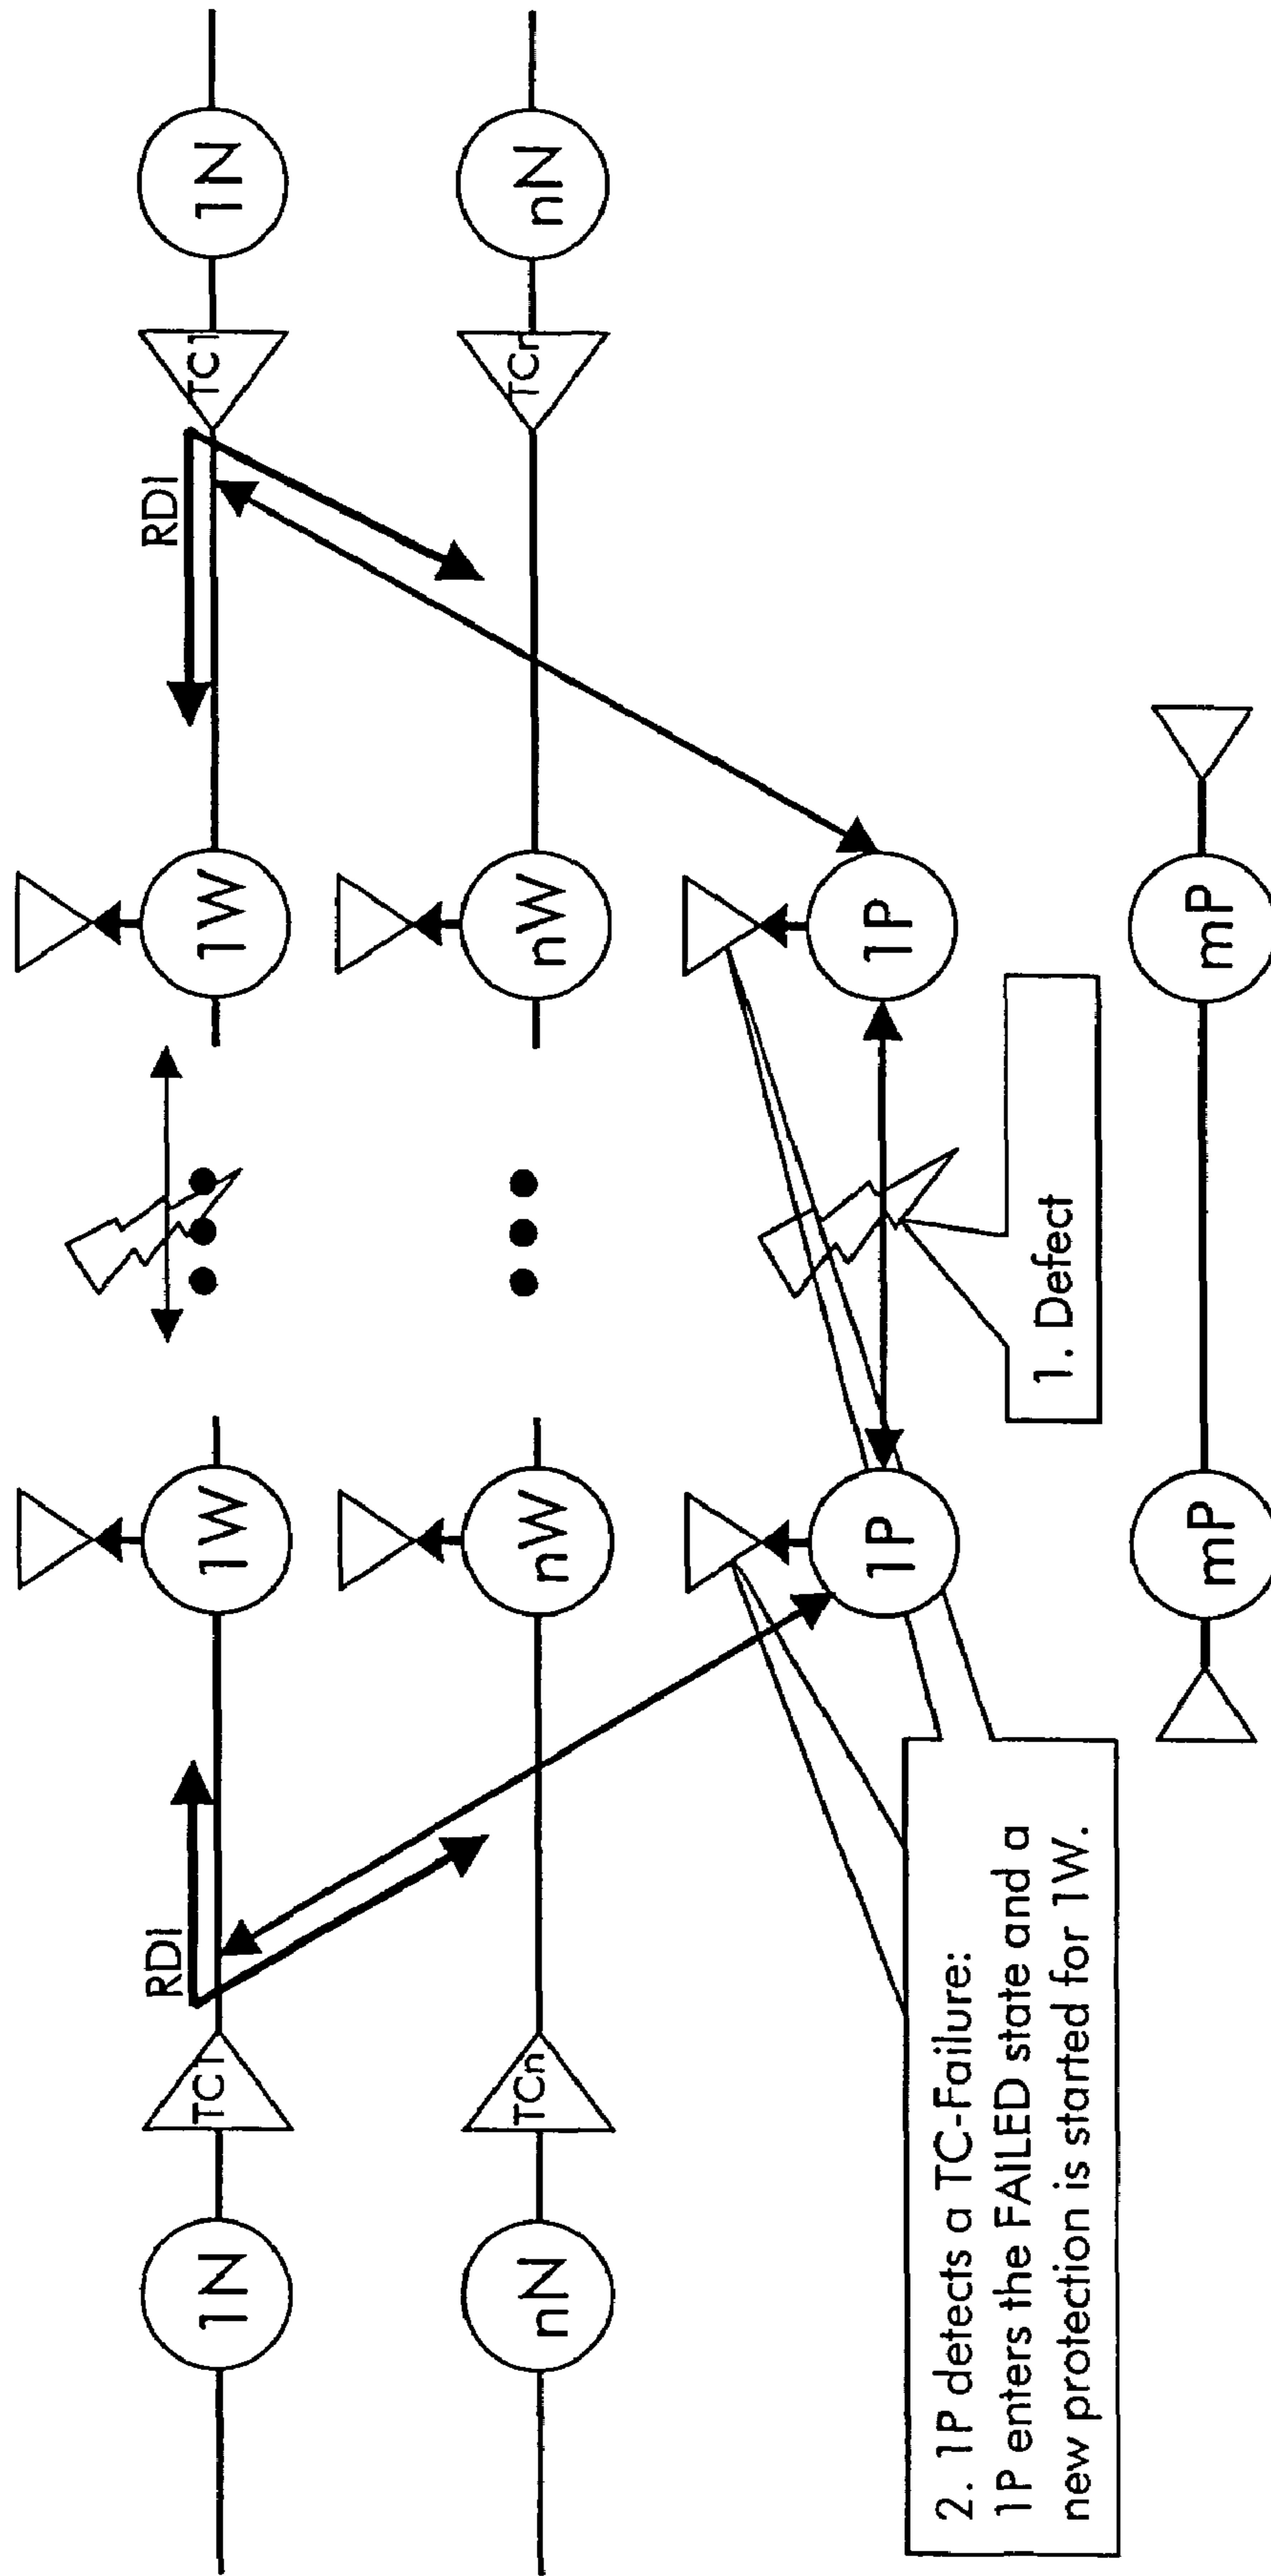 RDI
RDI
1N
TC1
1W
1W
TC1
1N
nN
TCn
nW
nW
TCn
nN
1P
1P
1. Defect
2. 1P detects a TC-Failure:
1P enters the FAILED state and a
new protection is started for 1W.
mP
mP